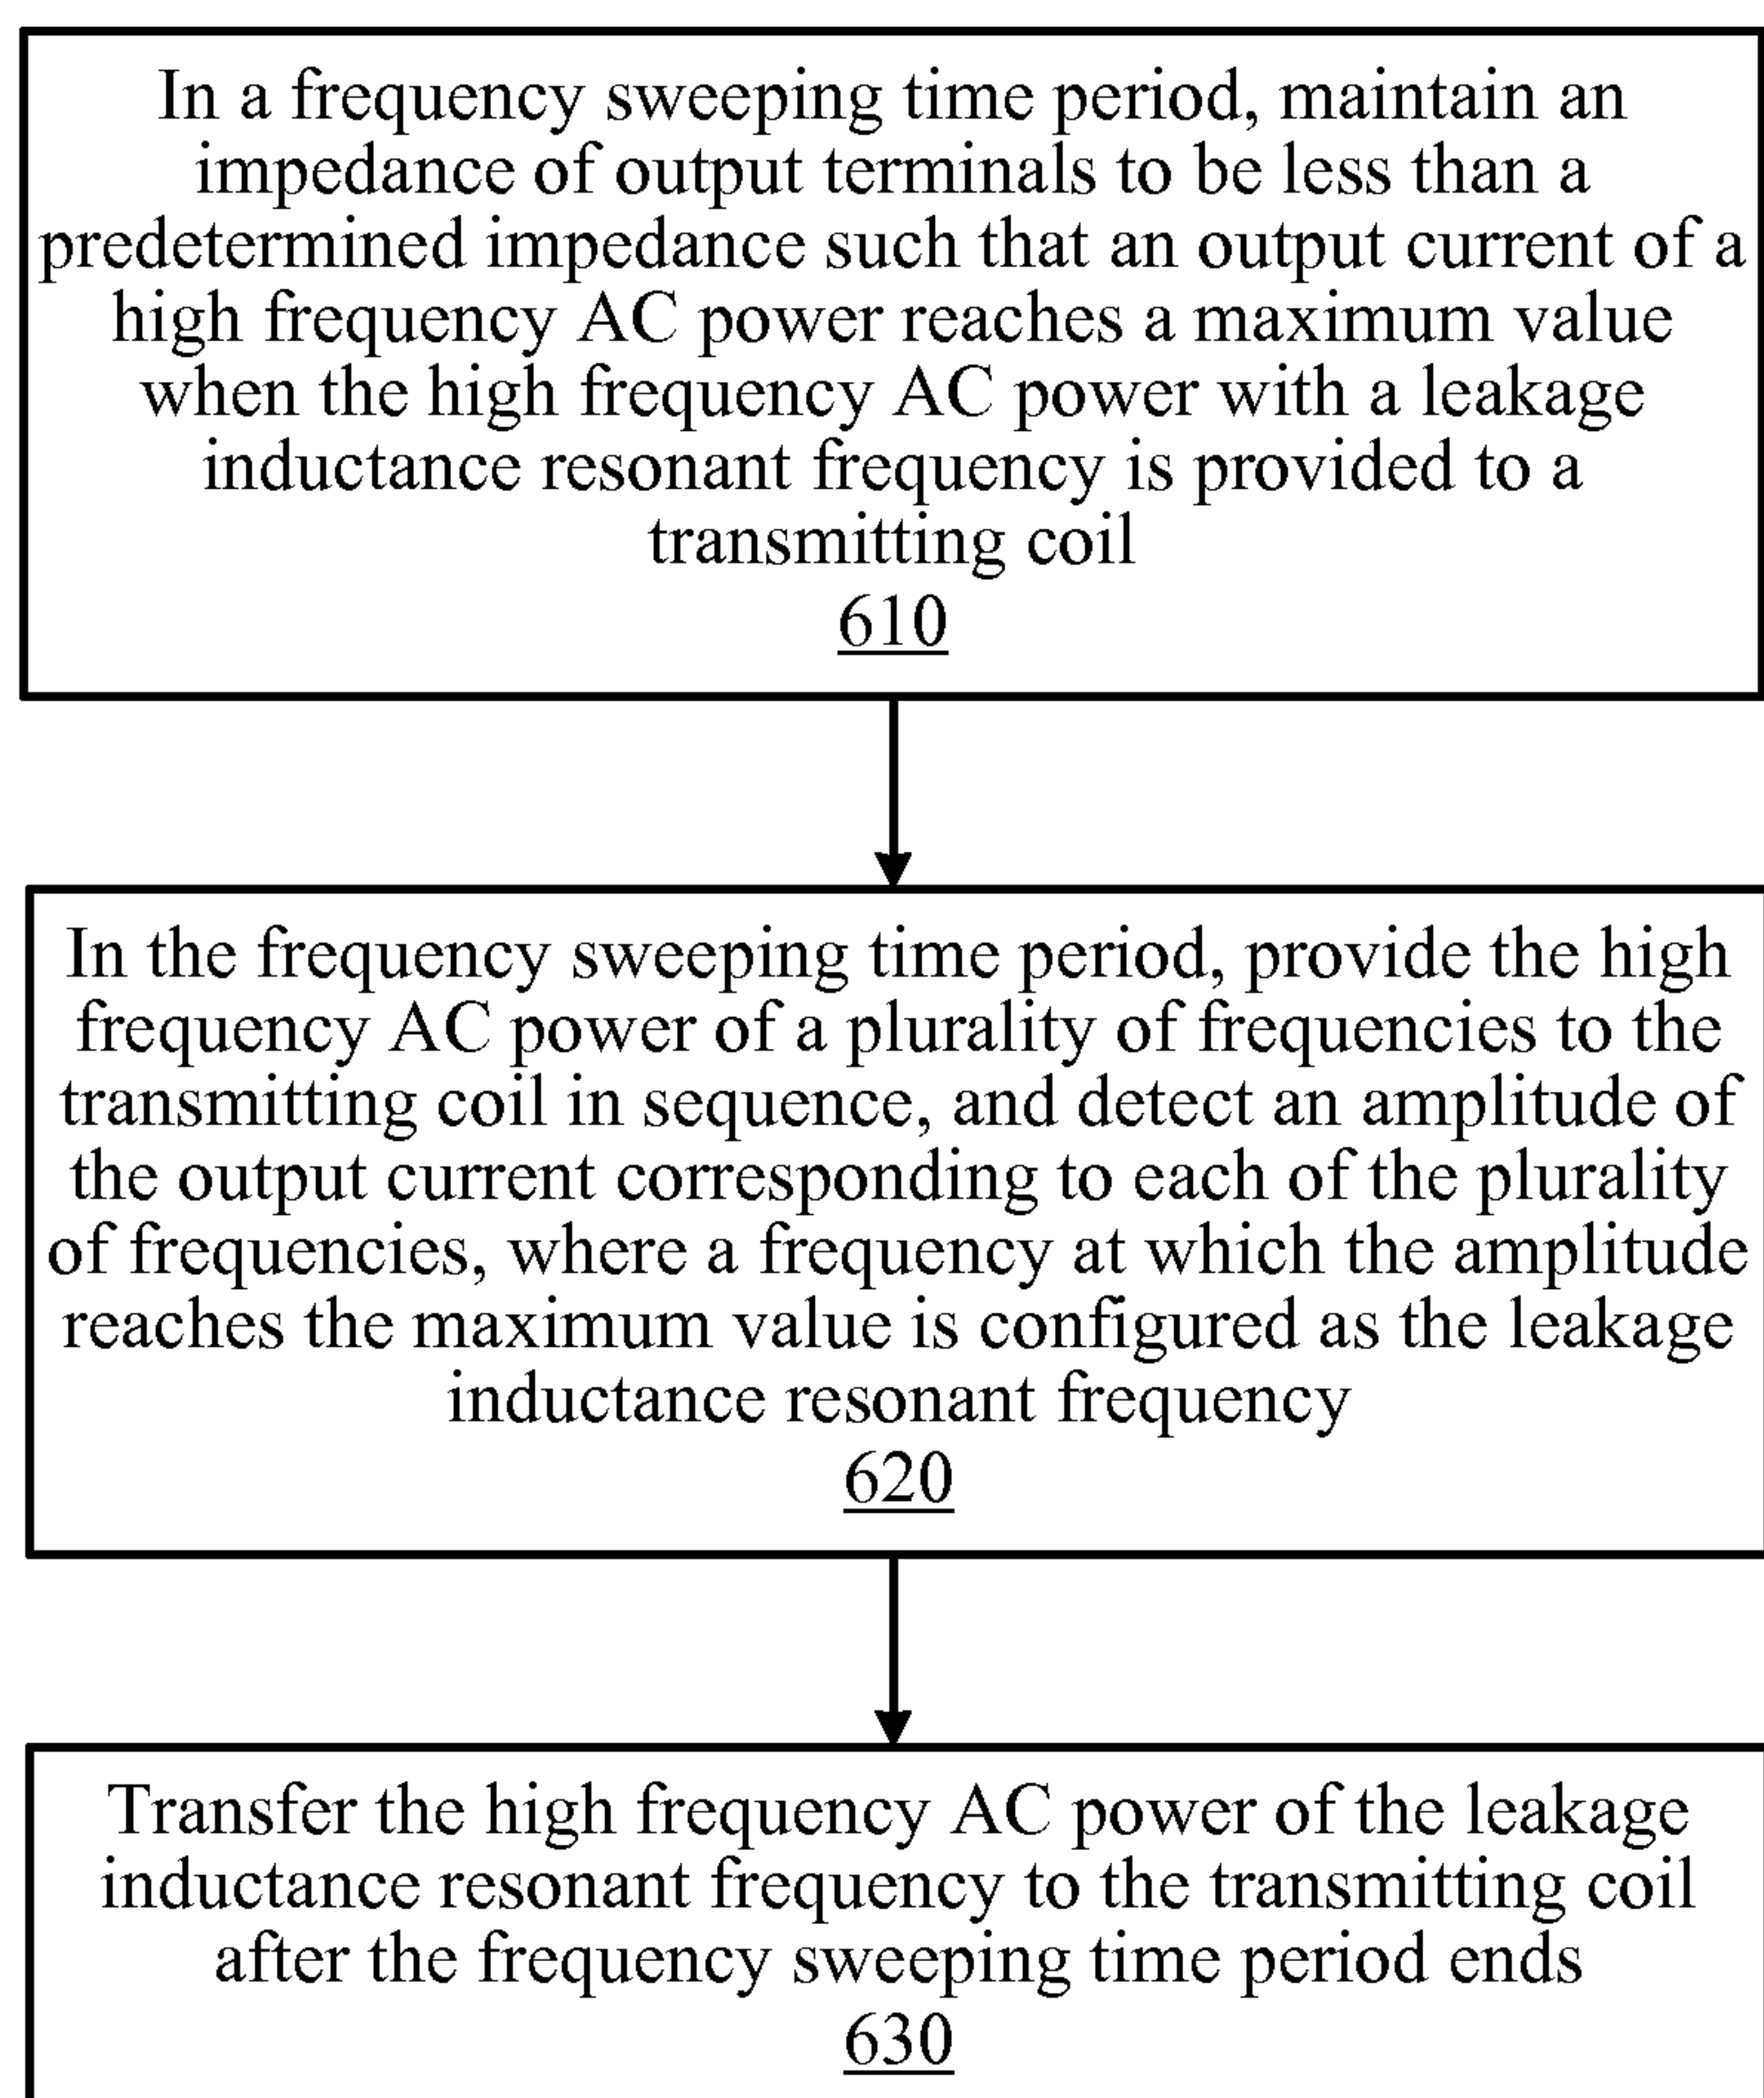 In a frequency sweeping time period, maintain an
impedance of output terminals to be less than a
predetermined impedance such that an output current of a
high frequency AC power reaches a maximum value
when the high frequency AC power with a leakage
inductance resonant frequency is provided to a
transmitting coil
610
In the frequency sweeping time period, provide the high
frequency AC power of a plurality of frequencies to the
transmitting coil in sequence, and detect an amplitude of
the output current corresponding to each of the plurality
of frequencies, where a frequency at which the amplitude
reaches the maximum value is configured as the leakage
inductance resonant frequency
620
Transfer the high frequency AC power of the leakage
inductance resonant frequency to the transmitting coil
after the frequency sweeping time period ends
630